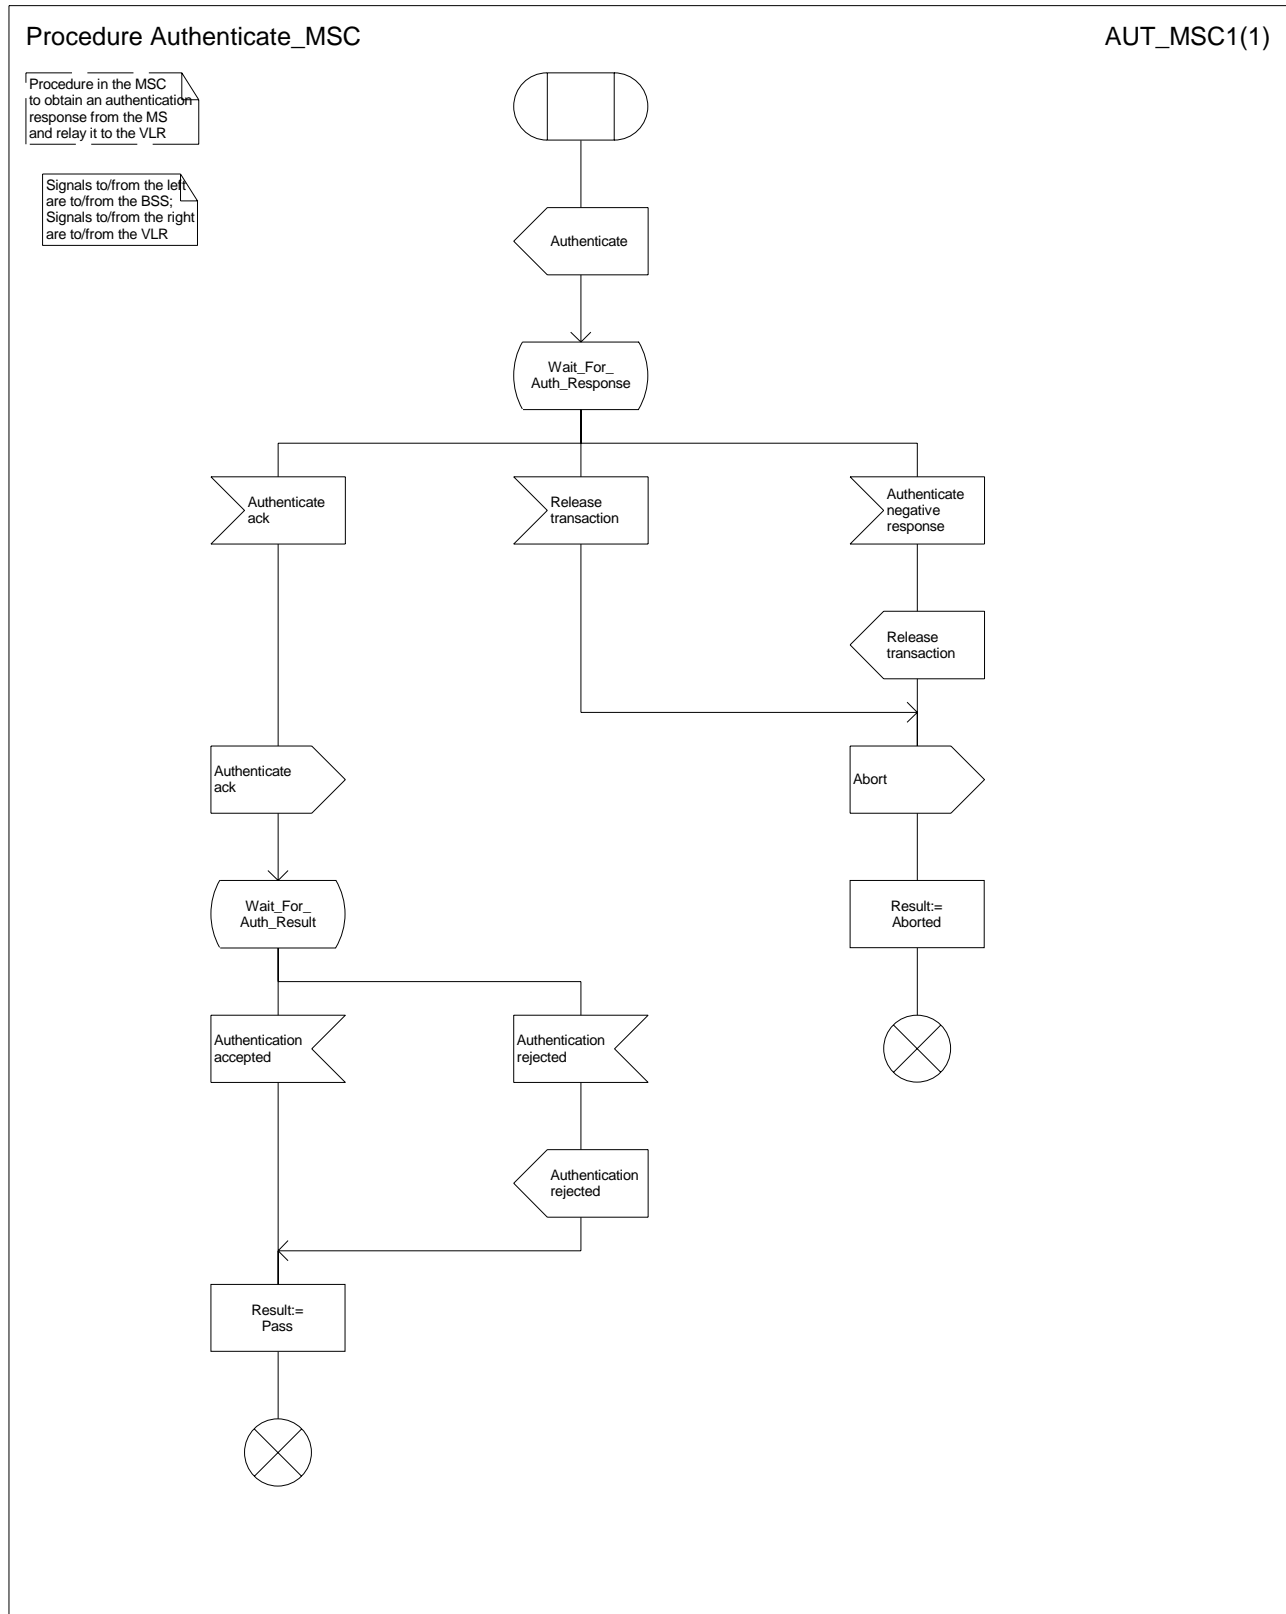 Procedure Authenticate_MSC
AUT_MSC1(1)
Procedure in the MSC
to obtain an authentication
response from the MS
and relay it to the VLR
Signals to/from the left
are to/from the BSS;
Signals to/from the right
are to/from the VLR
Authenticate
Wait_For_
Auth_Response
Authenticate
ack
Release
transaction
Authenticate
negative
response
Release
transaction
Authenticate
ack
Abort
Wait_For_
Auth_Result
Result:=
Aborted
Authentication
accepted
Authentication
rejected
Authentication
rejected
Result:=
Pass